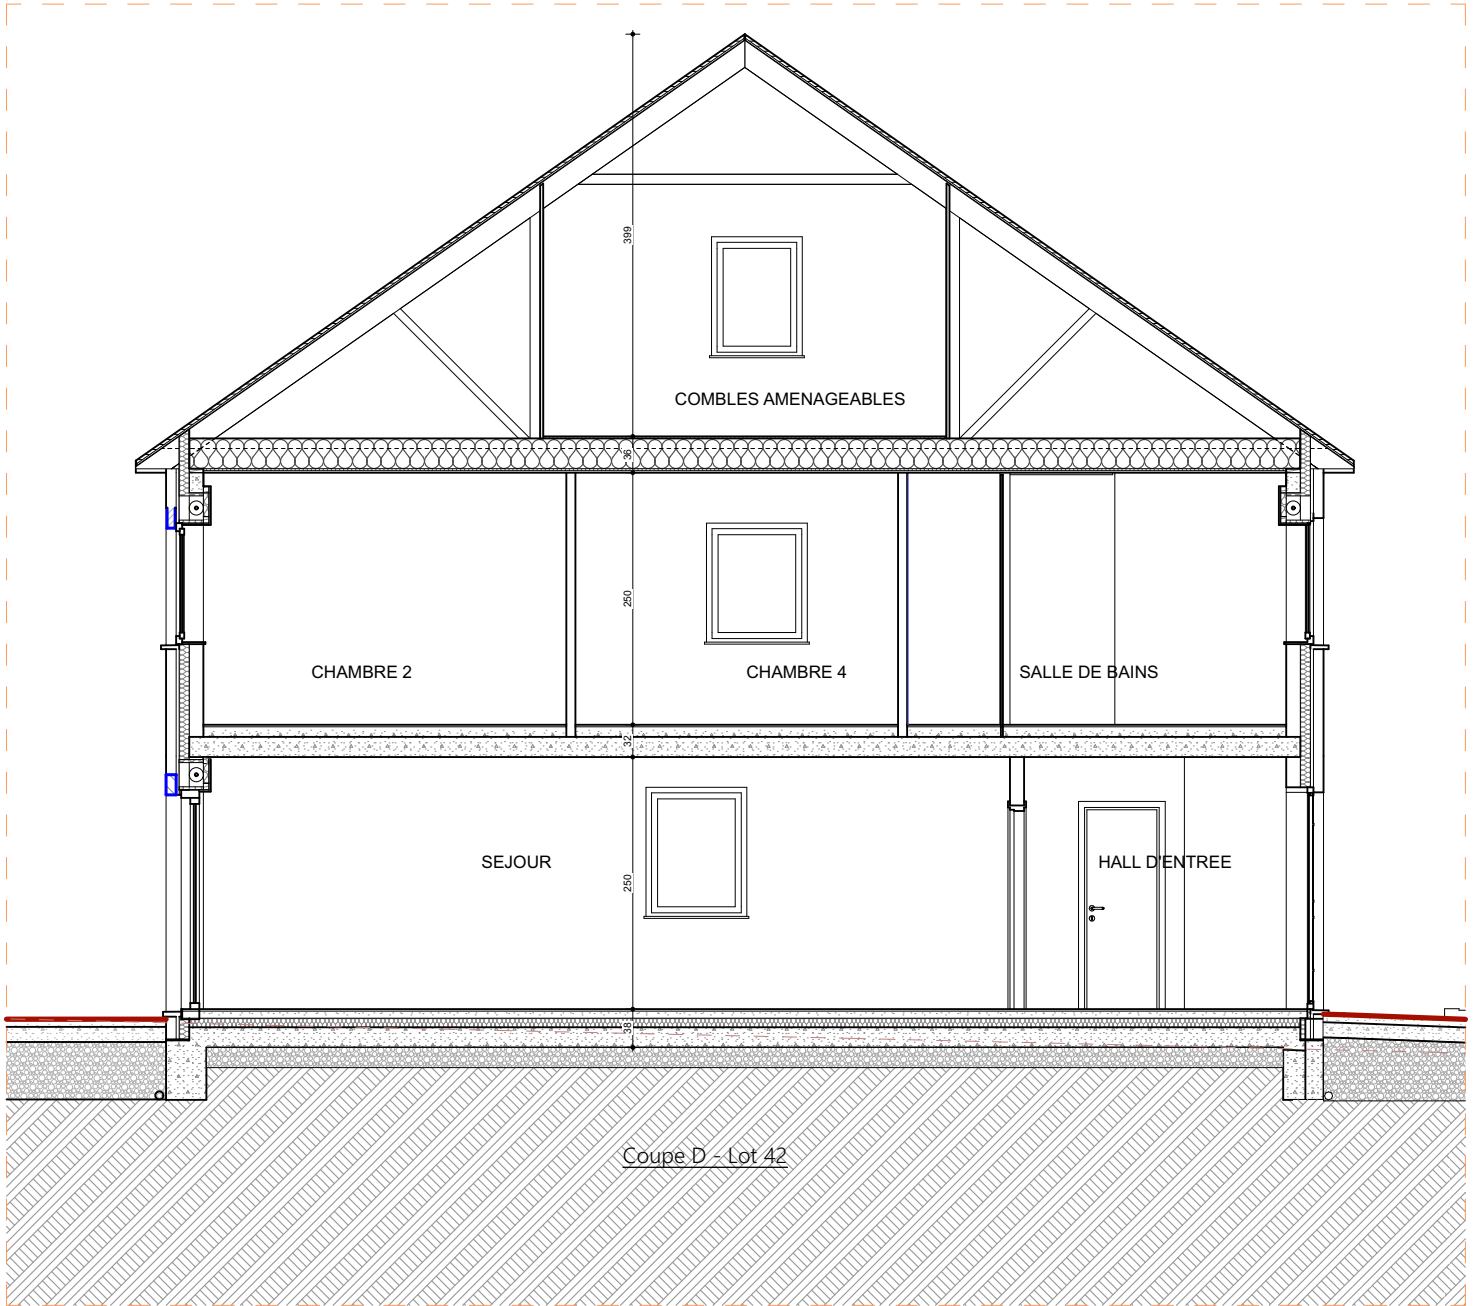 399
COMBLES AMENAGEABLES
36
250
CHAMBRE 2
CHAMBRE 4
SALLE DE BAINS
32
SEJOUR
250
HALL D'ENTREE
38
Coupe D - Lot 42